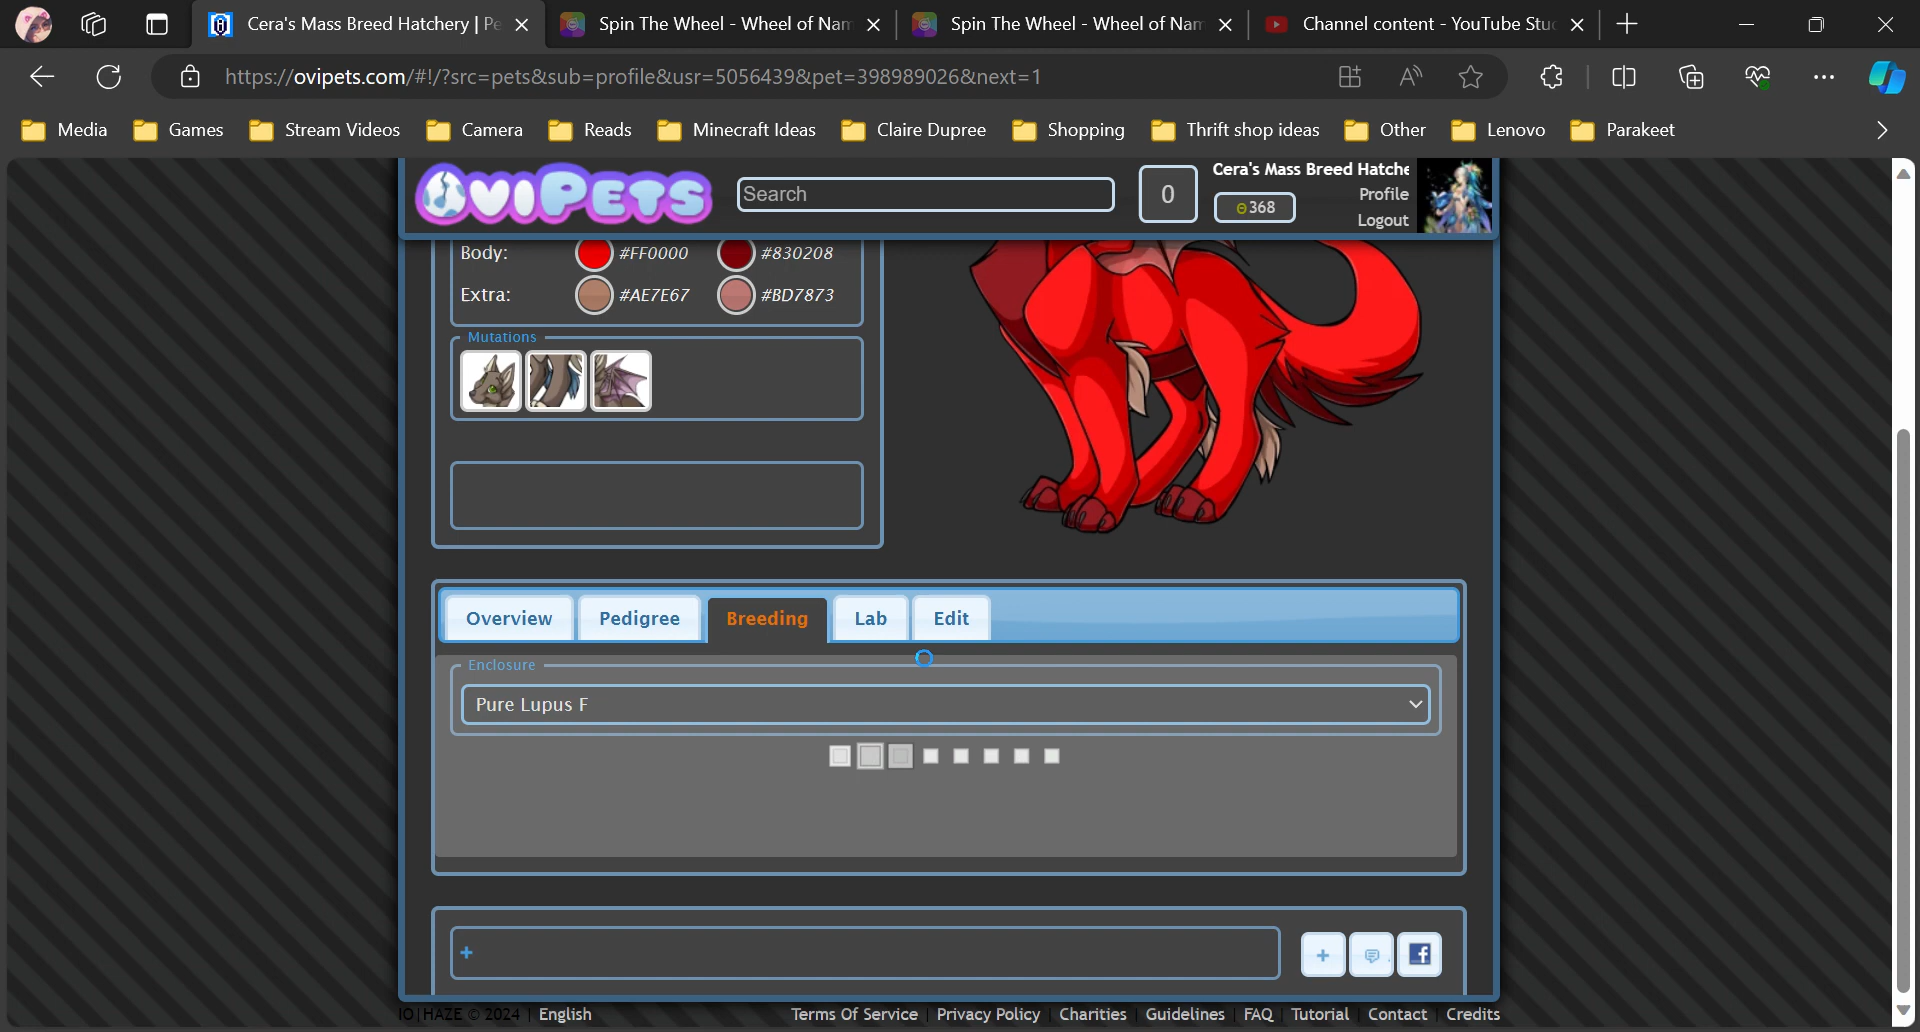 Cera's Mass Breed Hatchery | Pe
Spin The Wheel - Wheel of Nam
Spin The Wheel - Wheel of Nam
Channel content - YouTube Stud
https://ovipets.com/#!/?src=pets&sub=profile&usr=5056439&pet=398989026&next=1
Media
Games
Stream Videos
Camera
Reads
Minecraft Ideas
Claire Dupree
Shopping
Thrift shop ideas
Other
Lenovo
Parakeet
OviPets
Search
0
Cera's Mass Breed Hatche
368
Profile
Logout
Body: #FF0000 #830208
Extra: #AE7E67 #BD7873
Mutations
Overview
Pedigree
Breeding
Lab
Edit
Enclosure
Pure Lupus F
IO|HAZE © 2024
English
Terms Of Service
Privacy Policy
Charities
Guidelines
FAQ
Tutorial
Contact
Credits